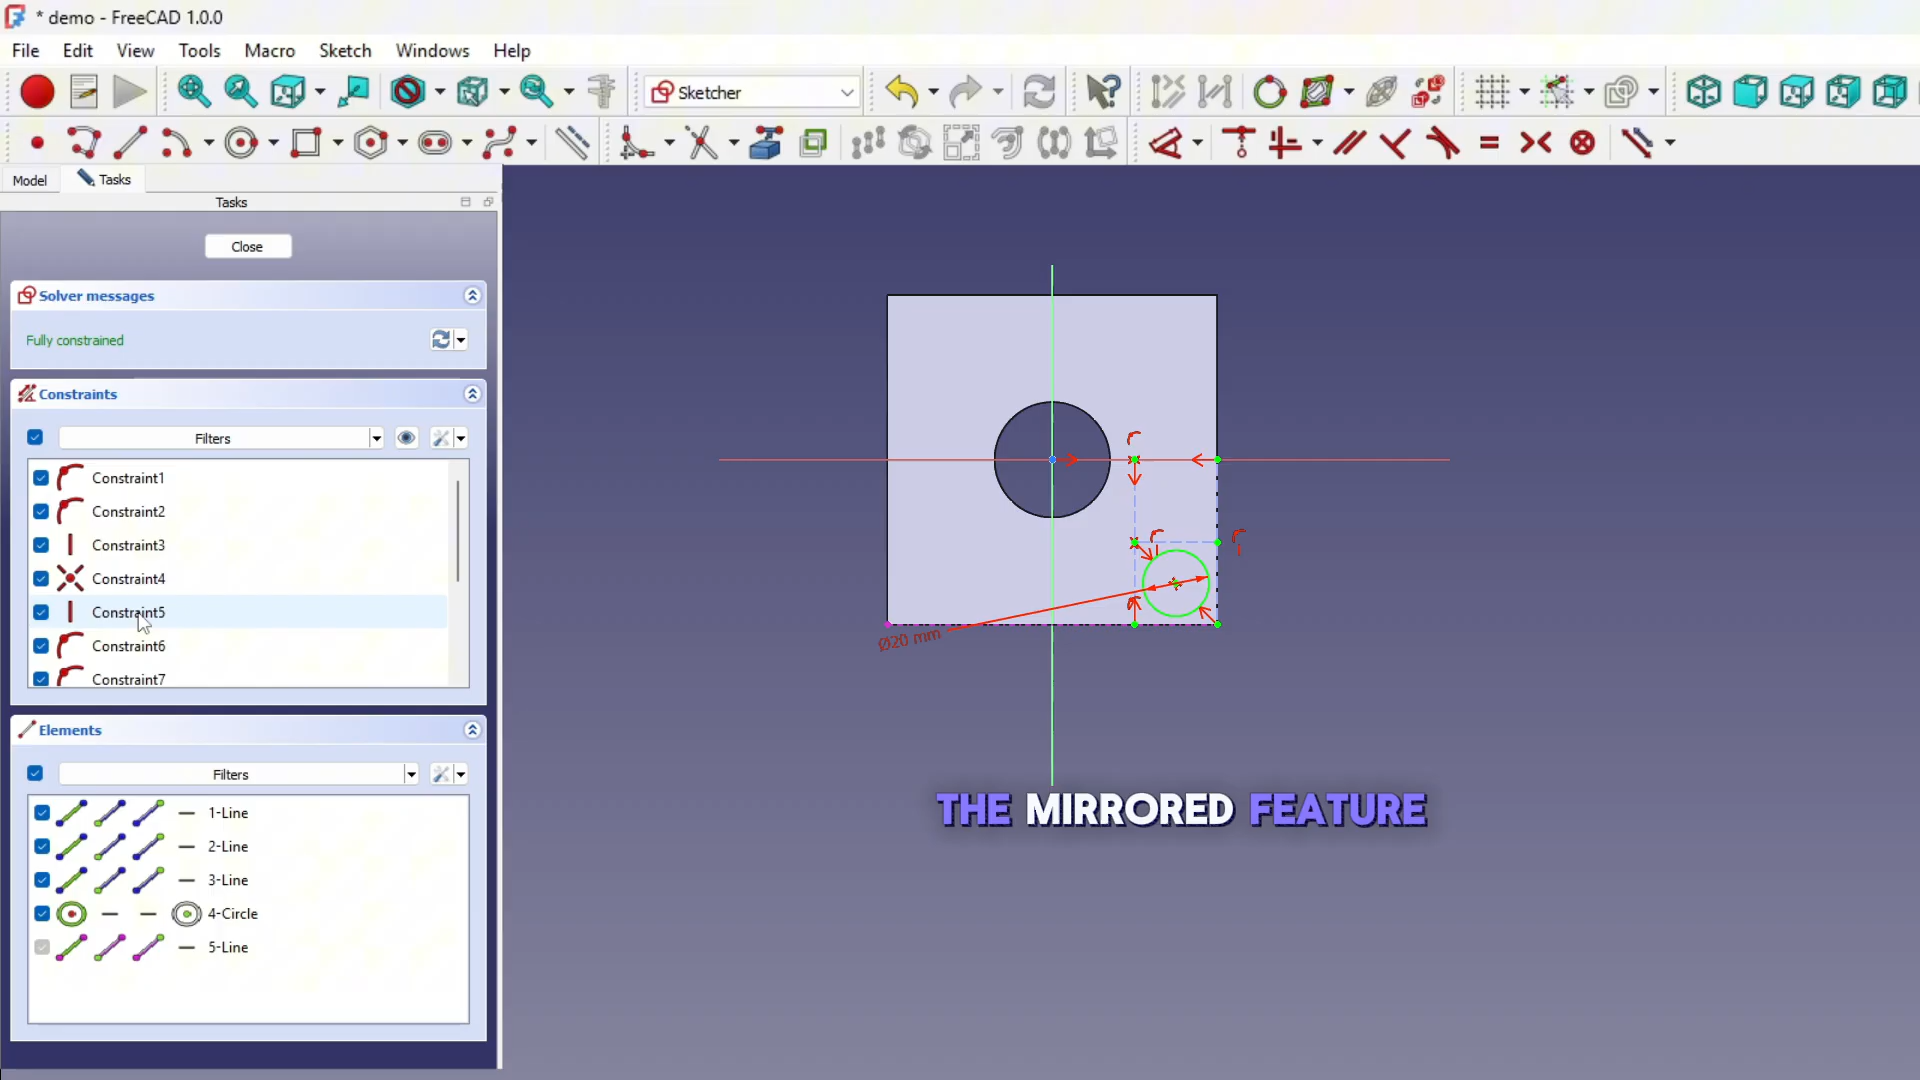 * demo - FreeCAD 1.0.0
File Edit View Tools Macro Sketch Windows Help
Sketcher
Model Tasks
Tasks
Close
Solver messages
Fully constrained
Constraints
Filters
Constraint1
Constraint2
Constraint3
Constraint4
Constraint5
Constraint6
Constraint7
Elements
Filters
1-Line
2-Line
3-Line
4-Circle
5-Line
Ø20 mm
THE MIRRORED FEATURE